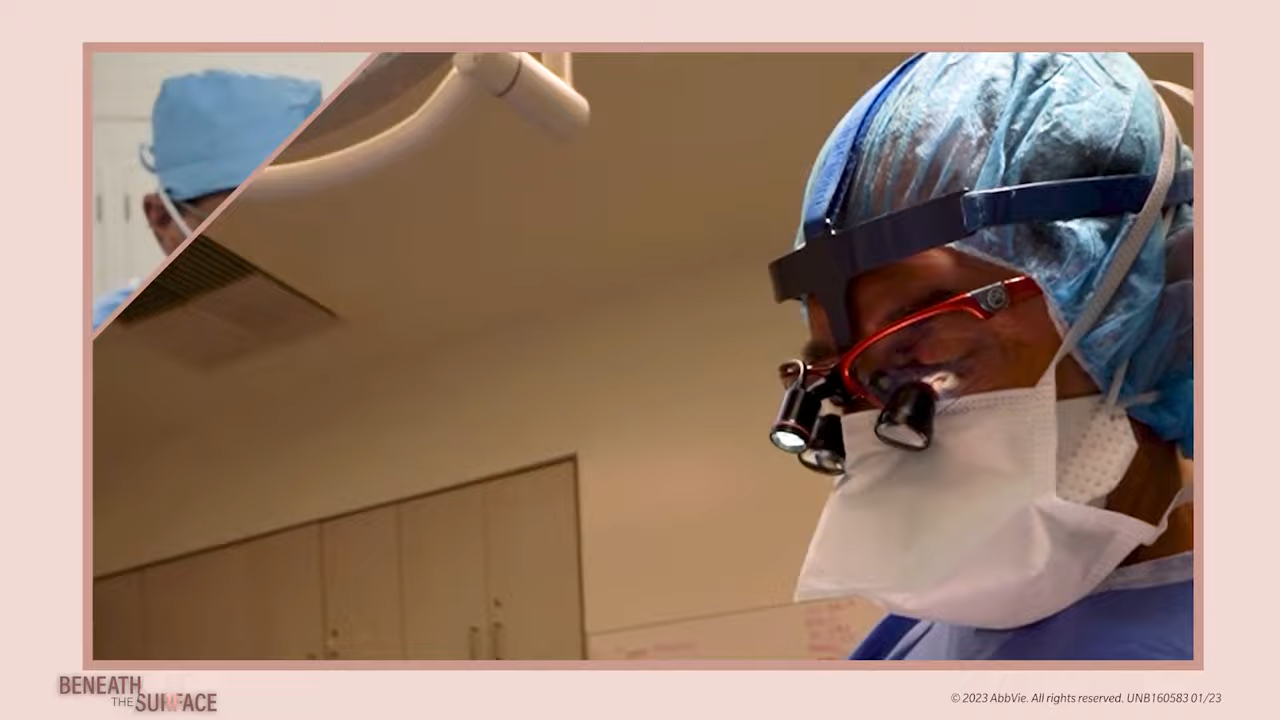 BENEATH
THE SURFACE
© 2023 AbbVie. All rights reserved. UNB160583 01/23